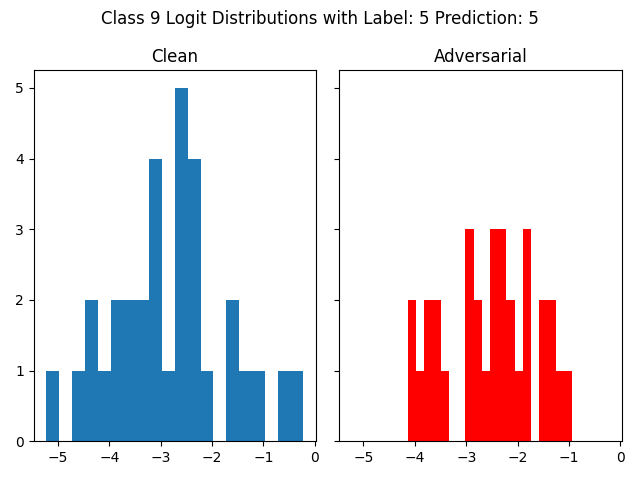 Class 9 Logit Distributions with Label: 5 Prediction: 5
Clean
Adversarial
5
4
3
2
1
0
−5 −4 −3 −2 −1 0
−5 −4 −3 −2 −1 0